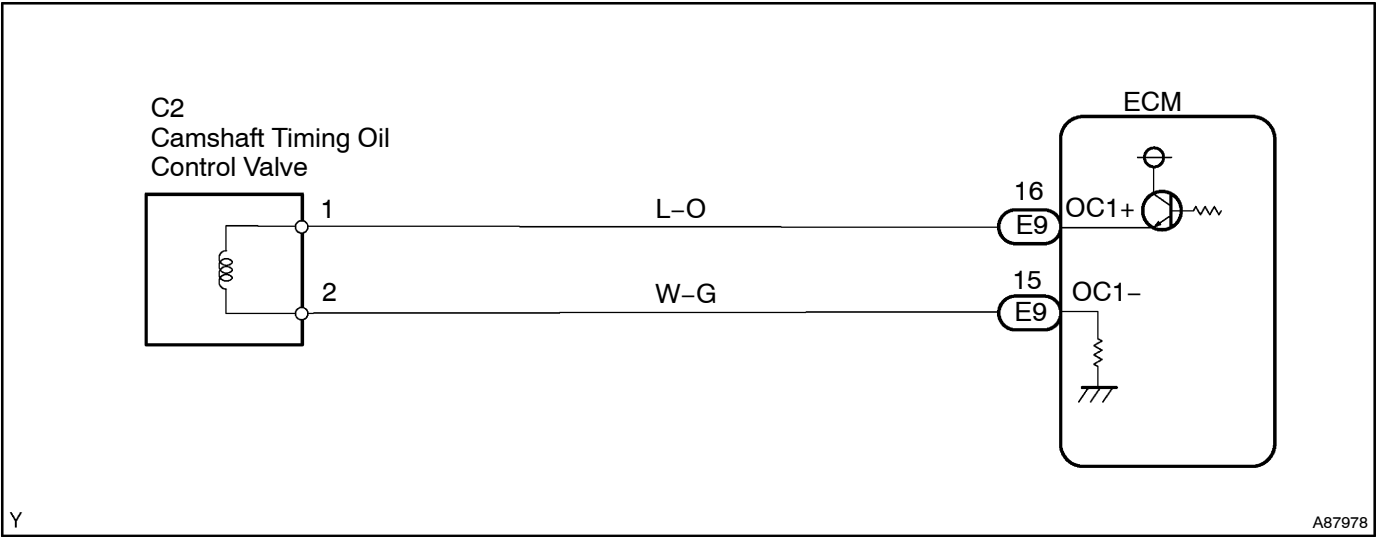 C2
Camshaft Timing Oil
Control Valve
1
L−O
16
E9
OC1+
ECM
2
W−G
15
E9
OC1−
Y
A87978